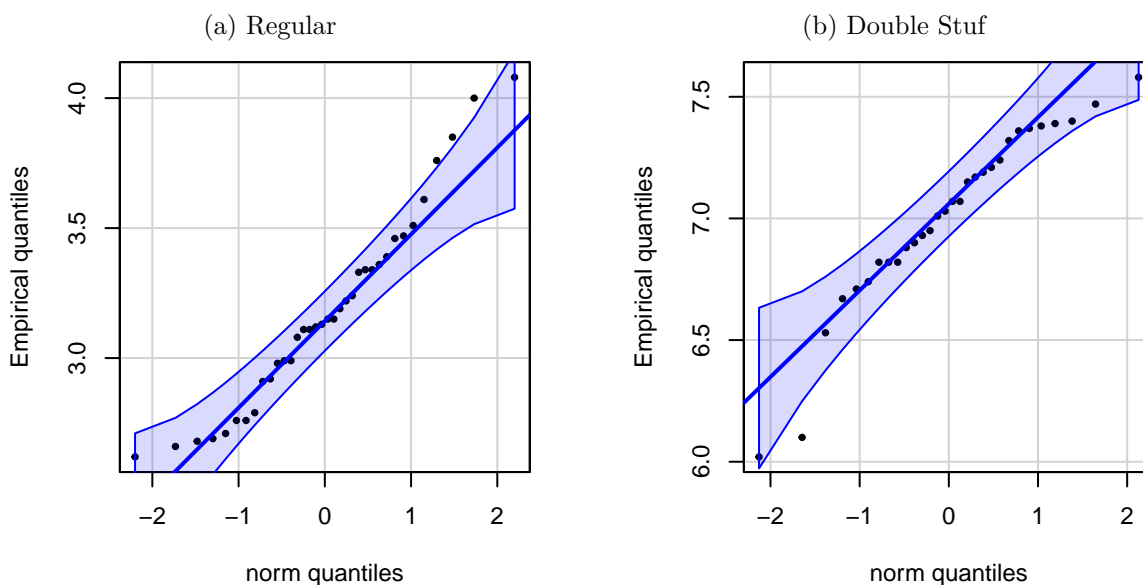 (a) Regular
(b) Double Stuf
Empirical quantiles
4.0
3.5
3.0
−2
−1
0
1
2
norm quantiles
Empirical quantiles
7.5
7.0
6.5
6.0
−2
−1
0
1
2
norm quantiles